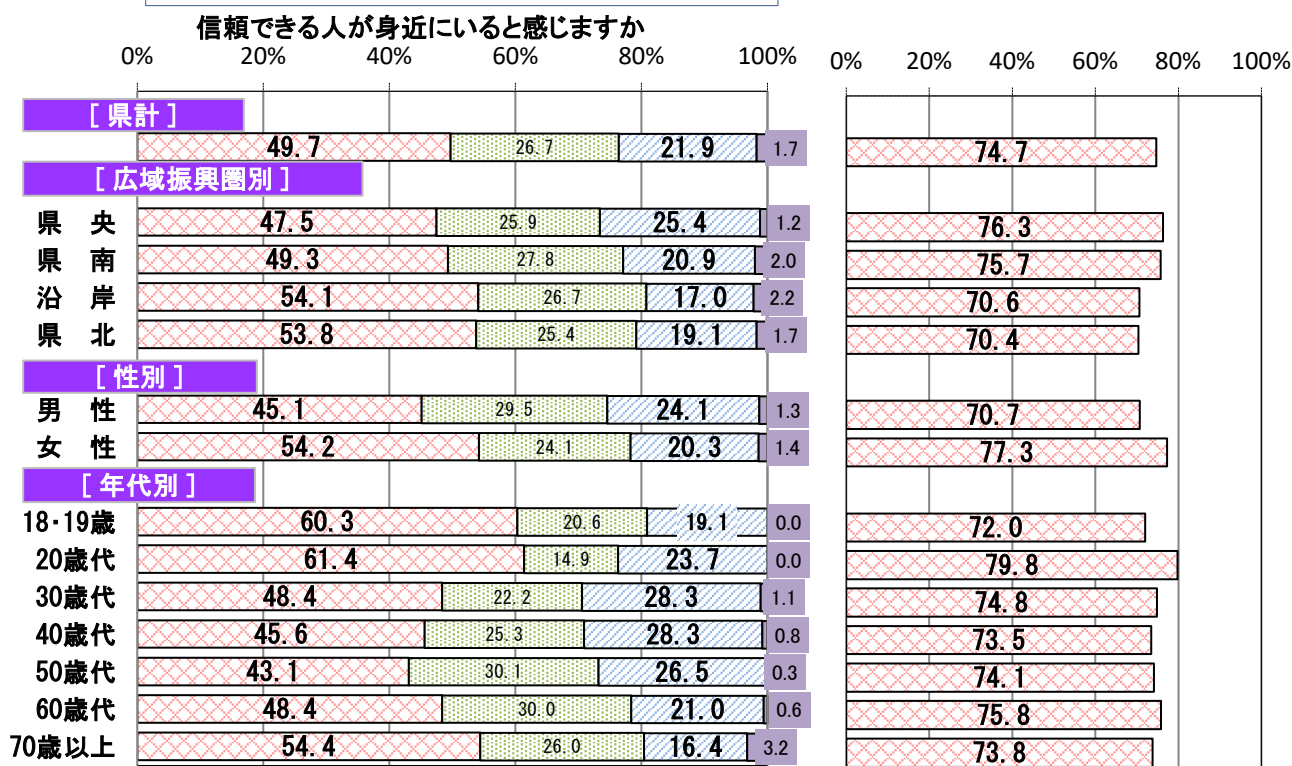 信頼できる人が身近にいると感じますか
0% 20% 40% 60% 80% 100% 0% 20% 40% 60% 80% 100%
[ 県計 ]
49.7 26.7 21.9 1.7 74.7
[ 広域振興圏別 ]
県 央 47.5 25.9 25.4 1.2 76.3
県 南 49.3 27.8 20.9 2.0 75.7
沿 岸 54.1 26.7 17.0 2.2 70.6
県 北 53.8 25.4 19.1 1.7 70.4
[ 性別 ]
男 性 45.1 29.5 24.1 1.3 70.7
女 性 54.2 24.1 20.3 1.4 77.3
[ 年代別 ]
18・19歳 60.3 20.6 19.1 0.0 72.0
20歳代 61.4 14.9 23.7 0.0 79.8
30歳代 48.4 22.2 28.3 1.1 74.8
40歳代 45.6 25.3 28.3 0.8 73.5
50歳代 43.1 30.1 26.5 0.3 74.1
60歳代 48.4 30.0 21.0 0.6 75.8
70歳以上 54.4 26.0 16.4 3.2 73.8